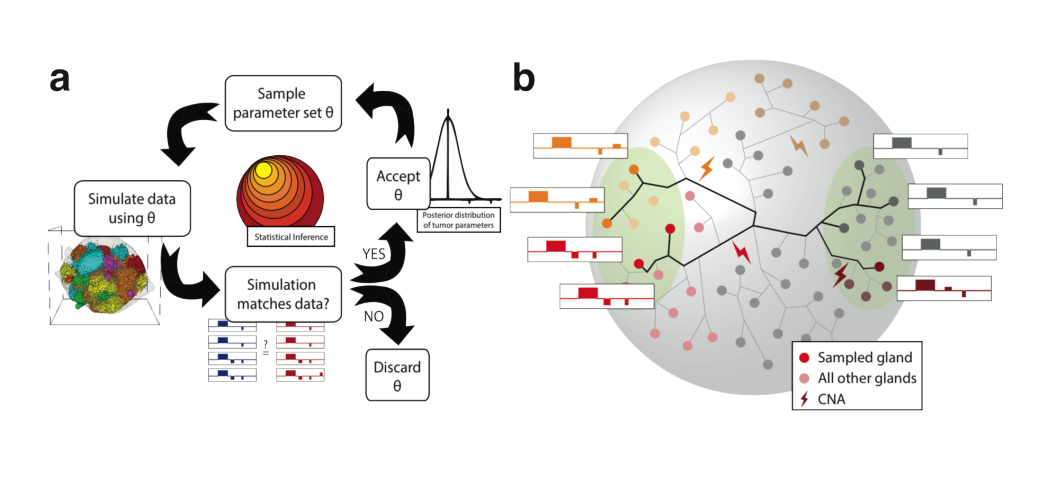 a
Sample
parameter set θ
Simulate data
using θ
Statistical Inference
Accept
θ
Posterior distribution
of tumor parameters
YES
Simulation
matches data?
NO
?
=
Discard
θ
b
Sampled gland
All other glands
CNA